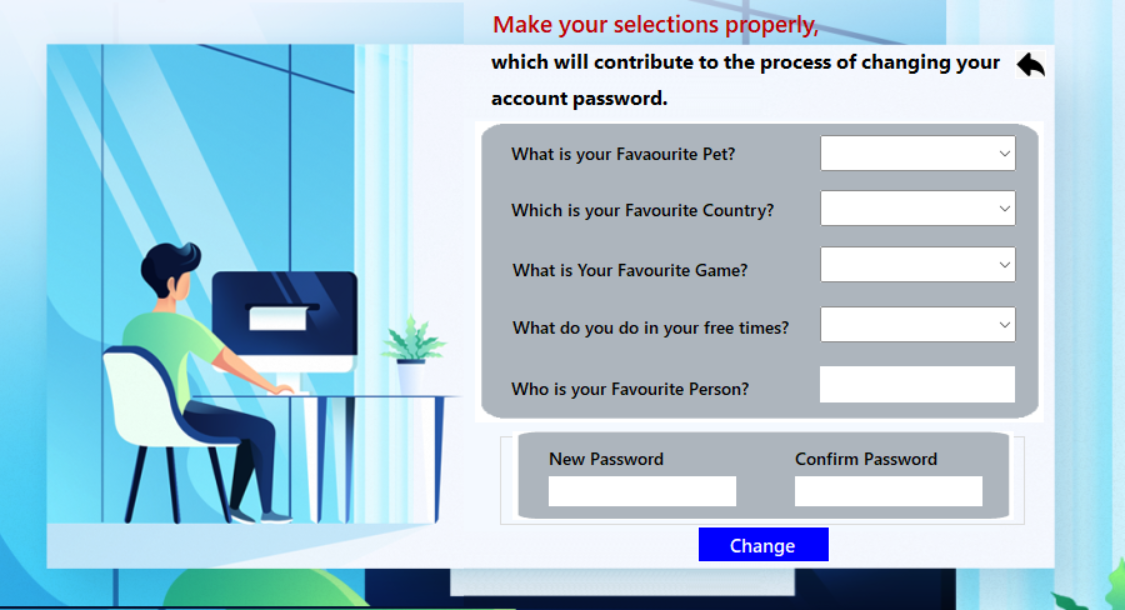 Make your selections properly,
which will contribute to the process of changing your
account password.
What is your Favaourite Pet?
Which is your Favourite Country?
What is Your Favourite Game?
What do you do in your free times?
Who is your Favourite Person?
New Password Confirm Password
Change